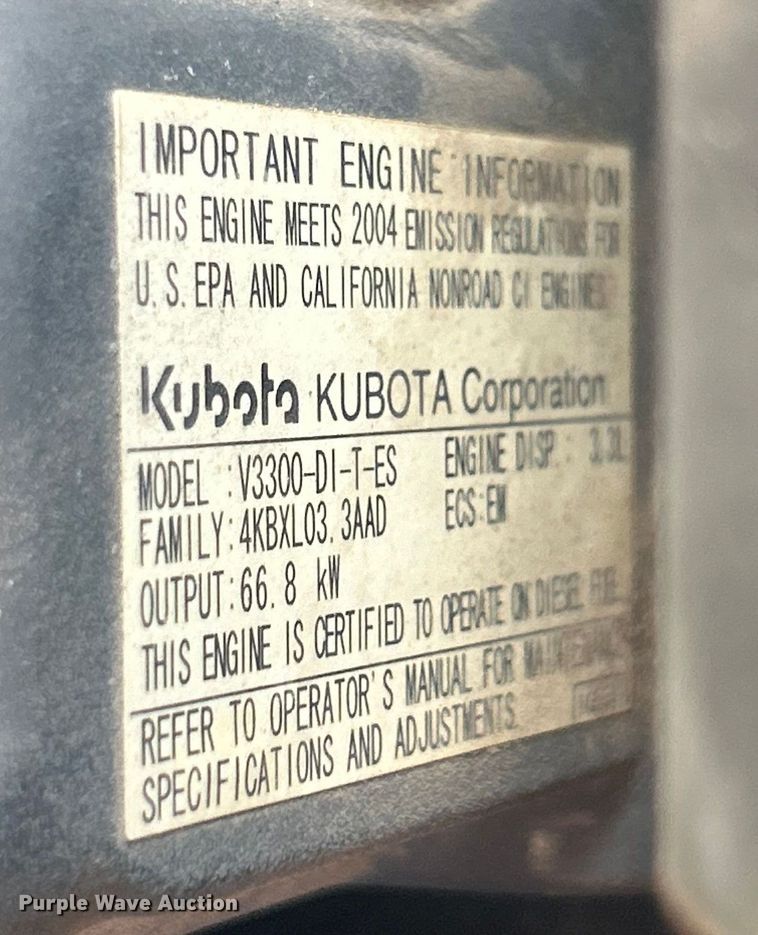 IMPORTANT ENGINE INFORMATION
THIS ENGINE MEETS 2004 EMISSION REGULATIONS FOR
U.S. EPA AND CALIFORNIA NONROAD CI ENGINES
Kubota KUBOTA Corporation
MODEL :V3300-DI-T-ES ENGINE DISP.: 3.3L
FAMILY:4KBXL03.3AAD ECS:EM
OUTPUT:66.8 kW
THIS ENGINE IS CERTIFIED TO OPERATE ON DIESEL FUEL
REFER TO OPERATOR'S MANUAL FOR MAINTENANCE
SPECIFICATIONS AND ADJUSTMENTS
Purple Wave Auction